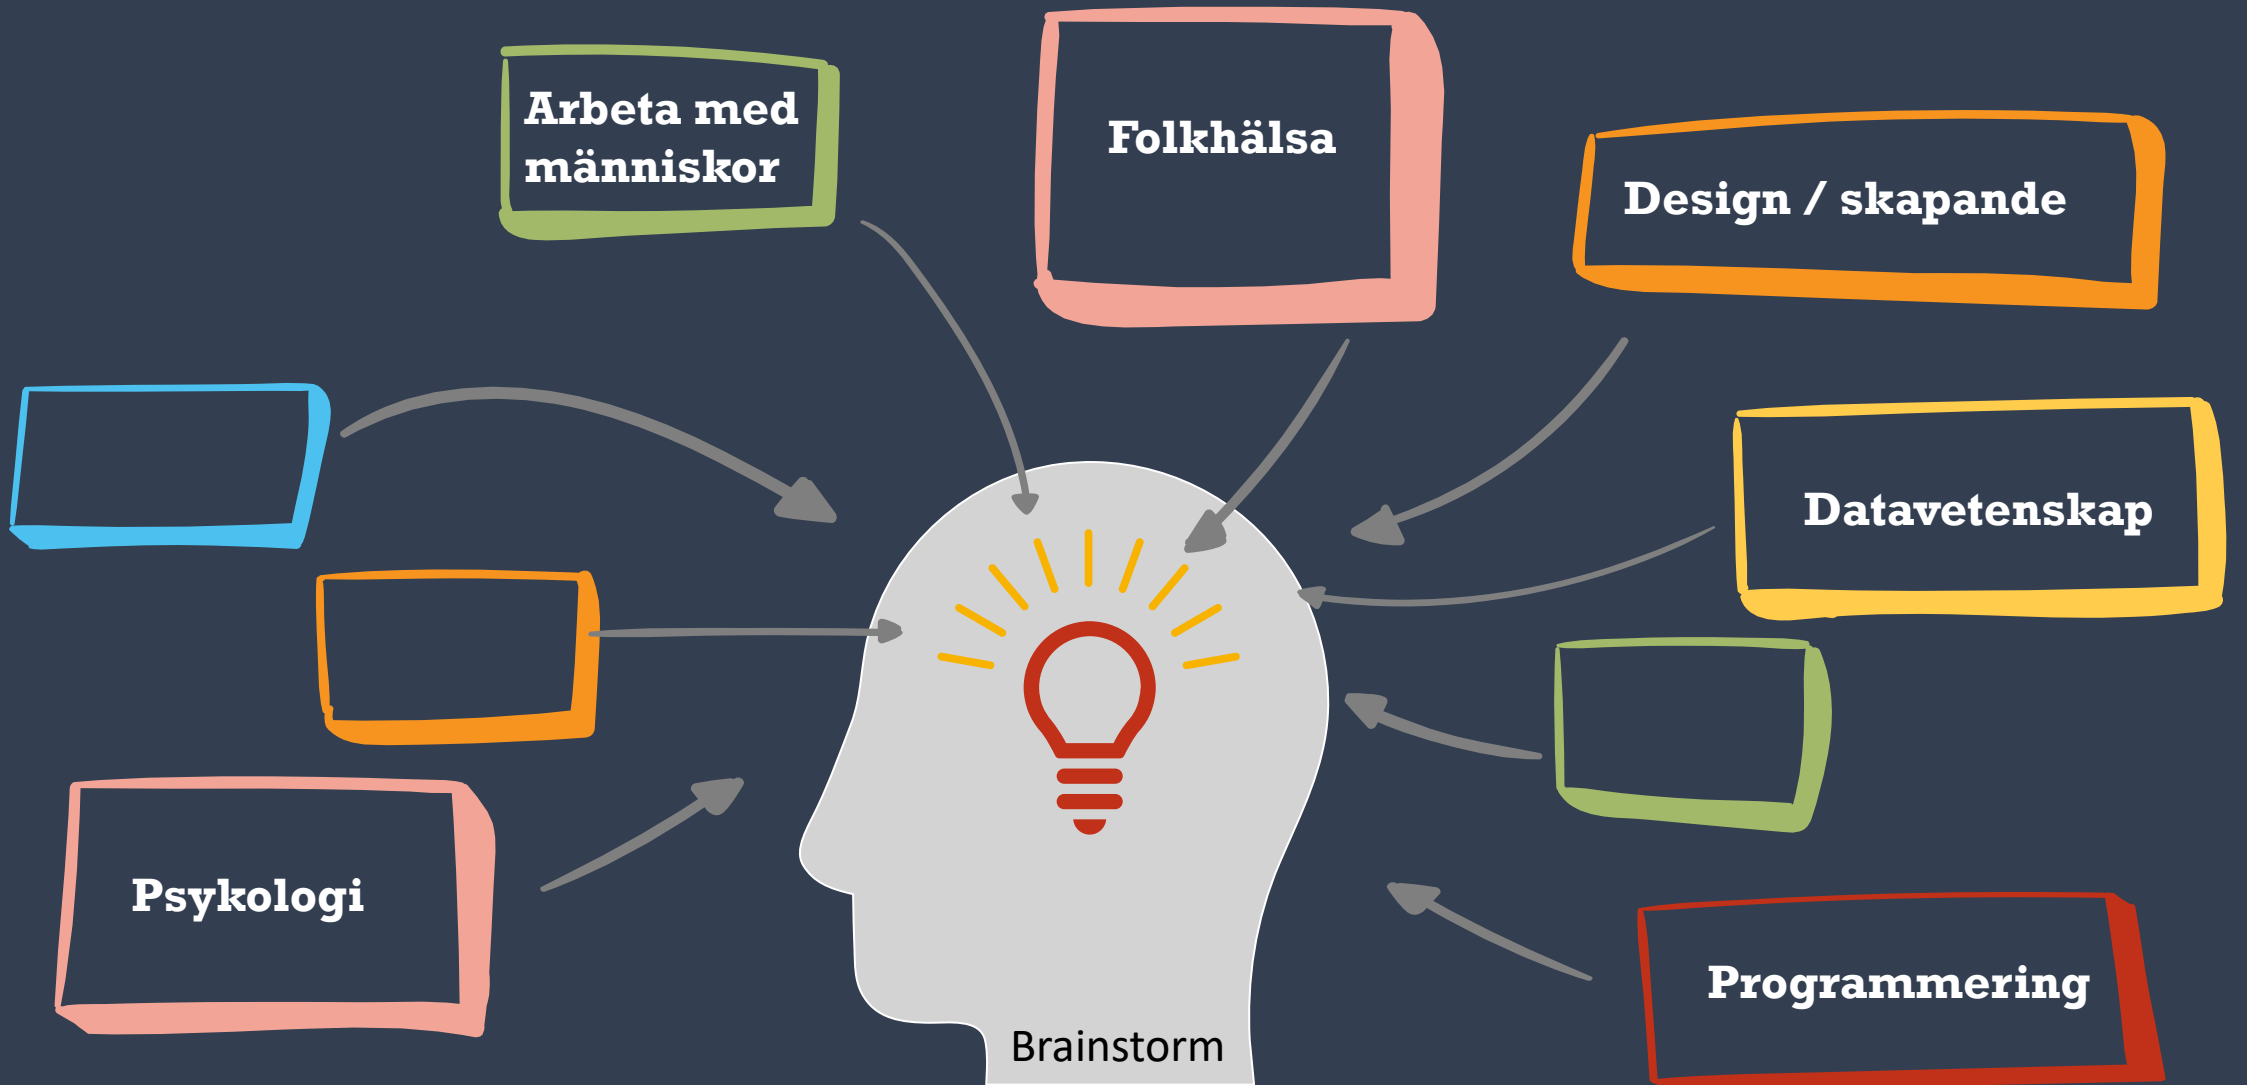 Arbeta med
människor
Folkhälsa
Design / skapande
Datavetenskap
Psykologi
Programmering
Brainstorm